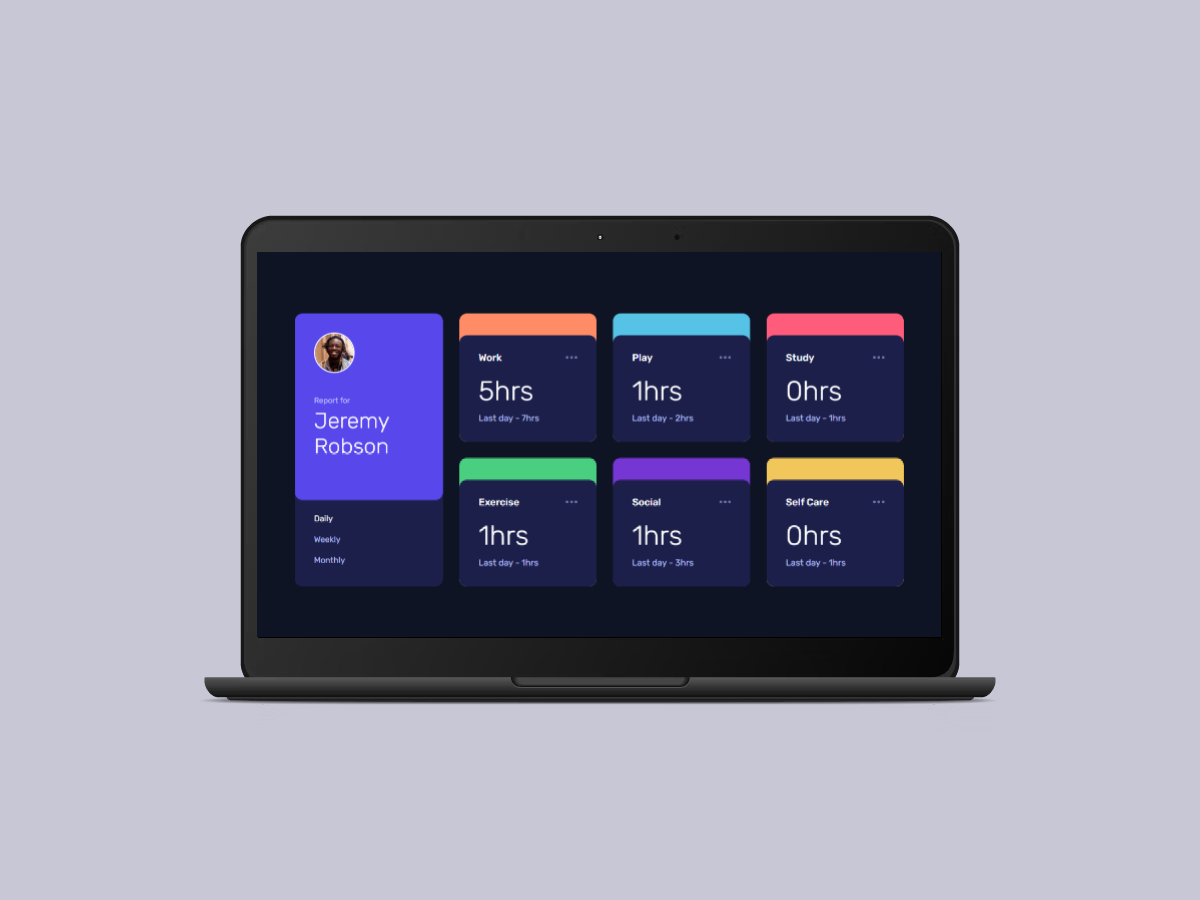 Report for
Jeremy
Robson
Daily
Weekly
Monthly
Work
5hrs
Last day - 7hrs
Play
1hrs
Last day - 2hrs
Study
0hrs
Last day - 1hrs
Exercise
1hrs
Last day - 1hrs
Social
1hrs
Last day - 3hrs
Self Care
0hrs
Last day - 1hrs